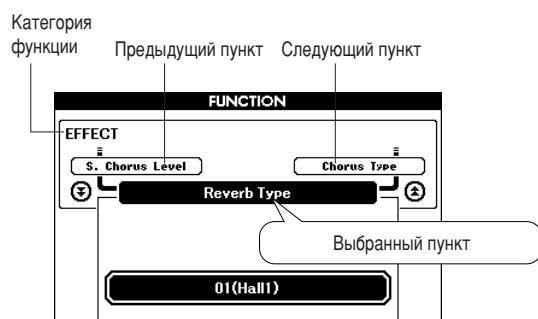 Категория
функции
Предыдущий пункт
Следующий пункт
FUNCTION
EFFECT
S. Chorus Level
Chorus Type
Reverb Type
Выбранный пункт
01(Hall1)